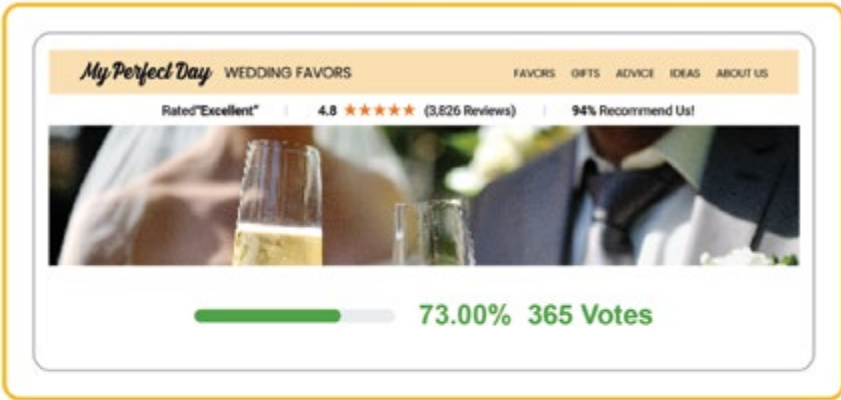 My Perfect Day WEDDING FAVORS FAVORS GIFTS ADVICE IDEAS ABOUT US
Rated"Excellent" 4.8 ★★★★★ (3,826 Reviews) 94% Recommend Us!
73.00% 365 Votes